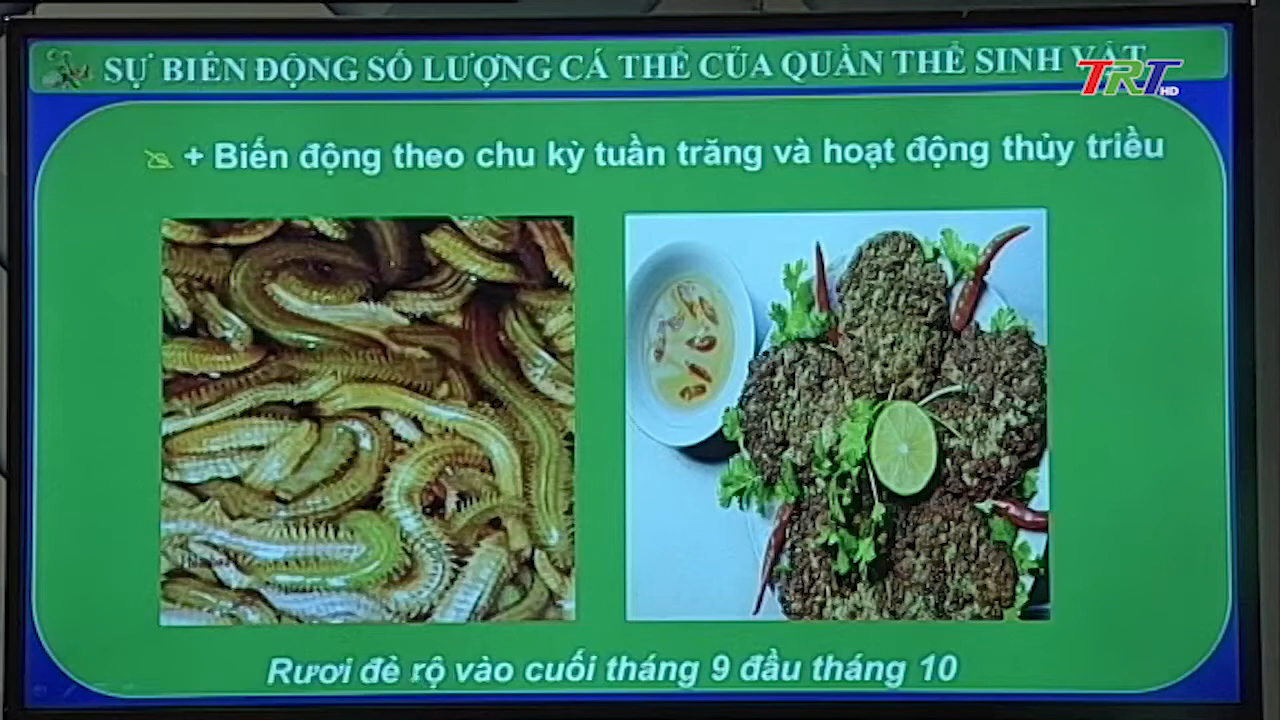 SỰ BIẾN ĐỘNG SỐ LƯỢNG CÁ THỂ CỦA QUẦN THỂ SINH VẬT
TRT HD
+ Biến động theo chu kỳ tuần trăng và hoạt động thủy triều
Rươi đẻ rộ vào cuối tháng 9 đầu tháng 10